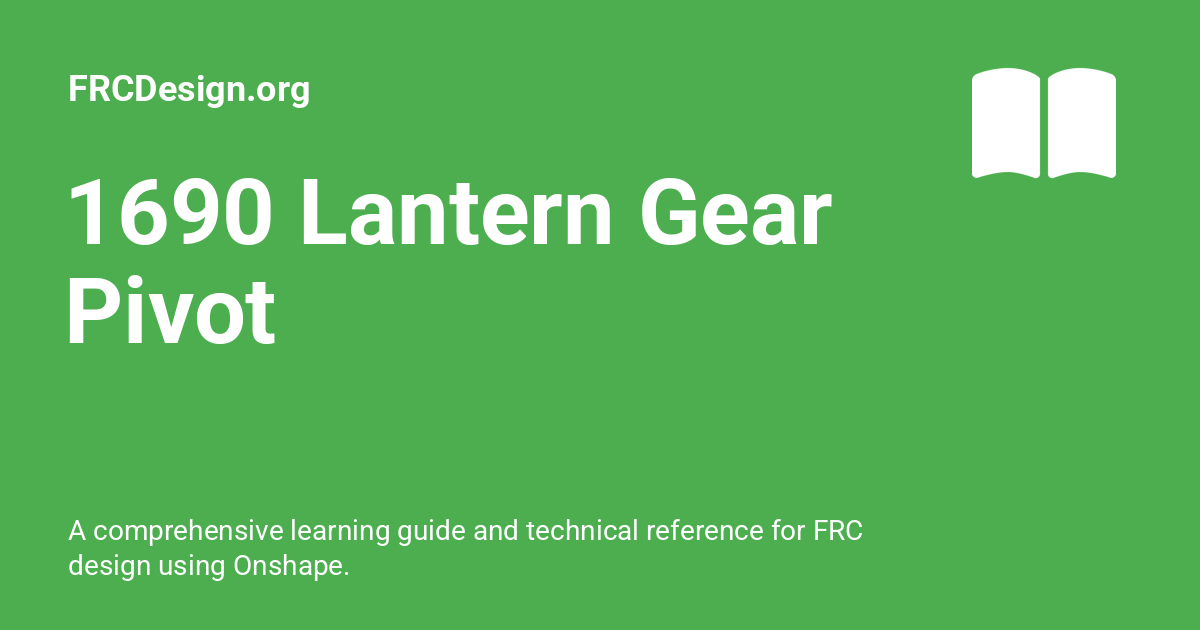 FRCDesign.org
1690 Lantern Gear
Pivot
A comprehensive learning guide and technical reference for FRC
design using Onshape.